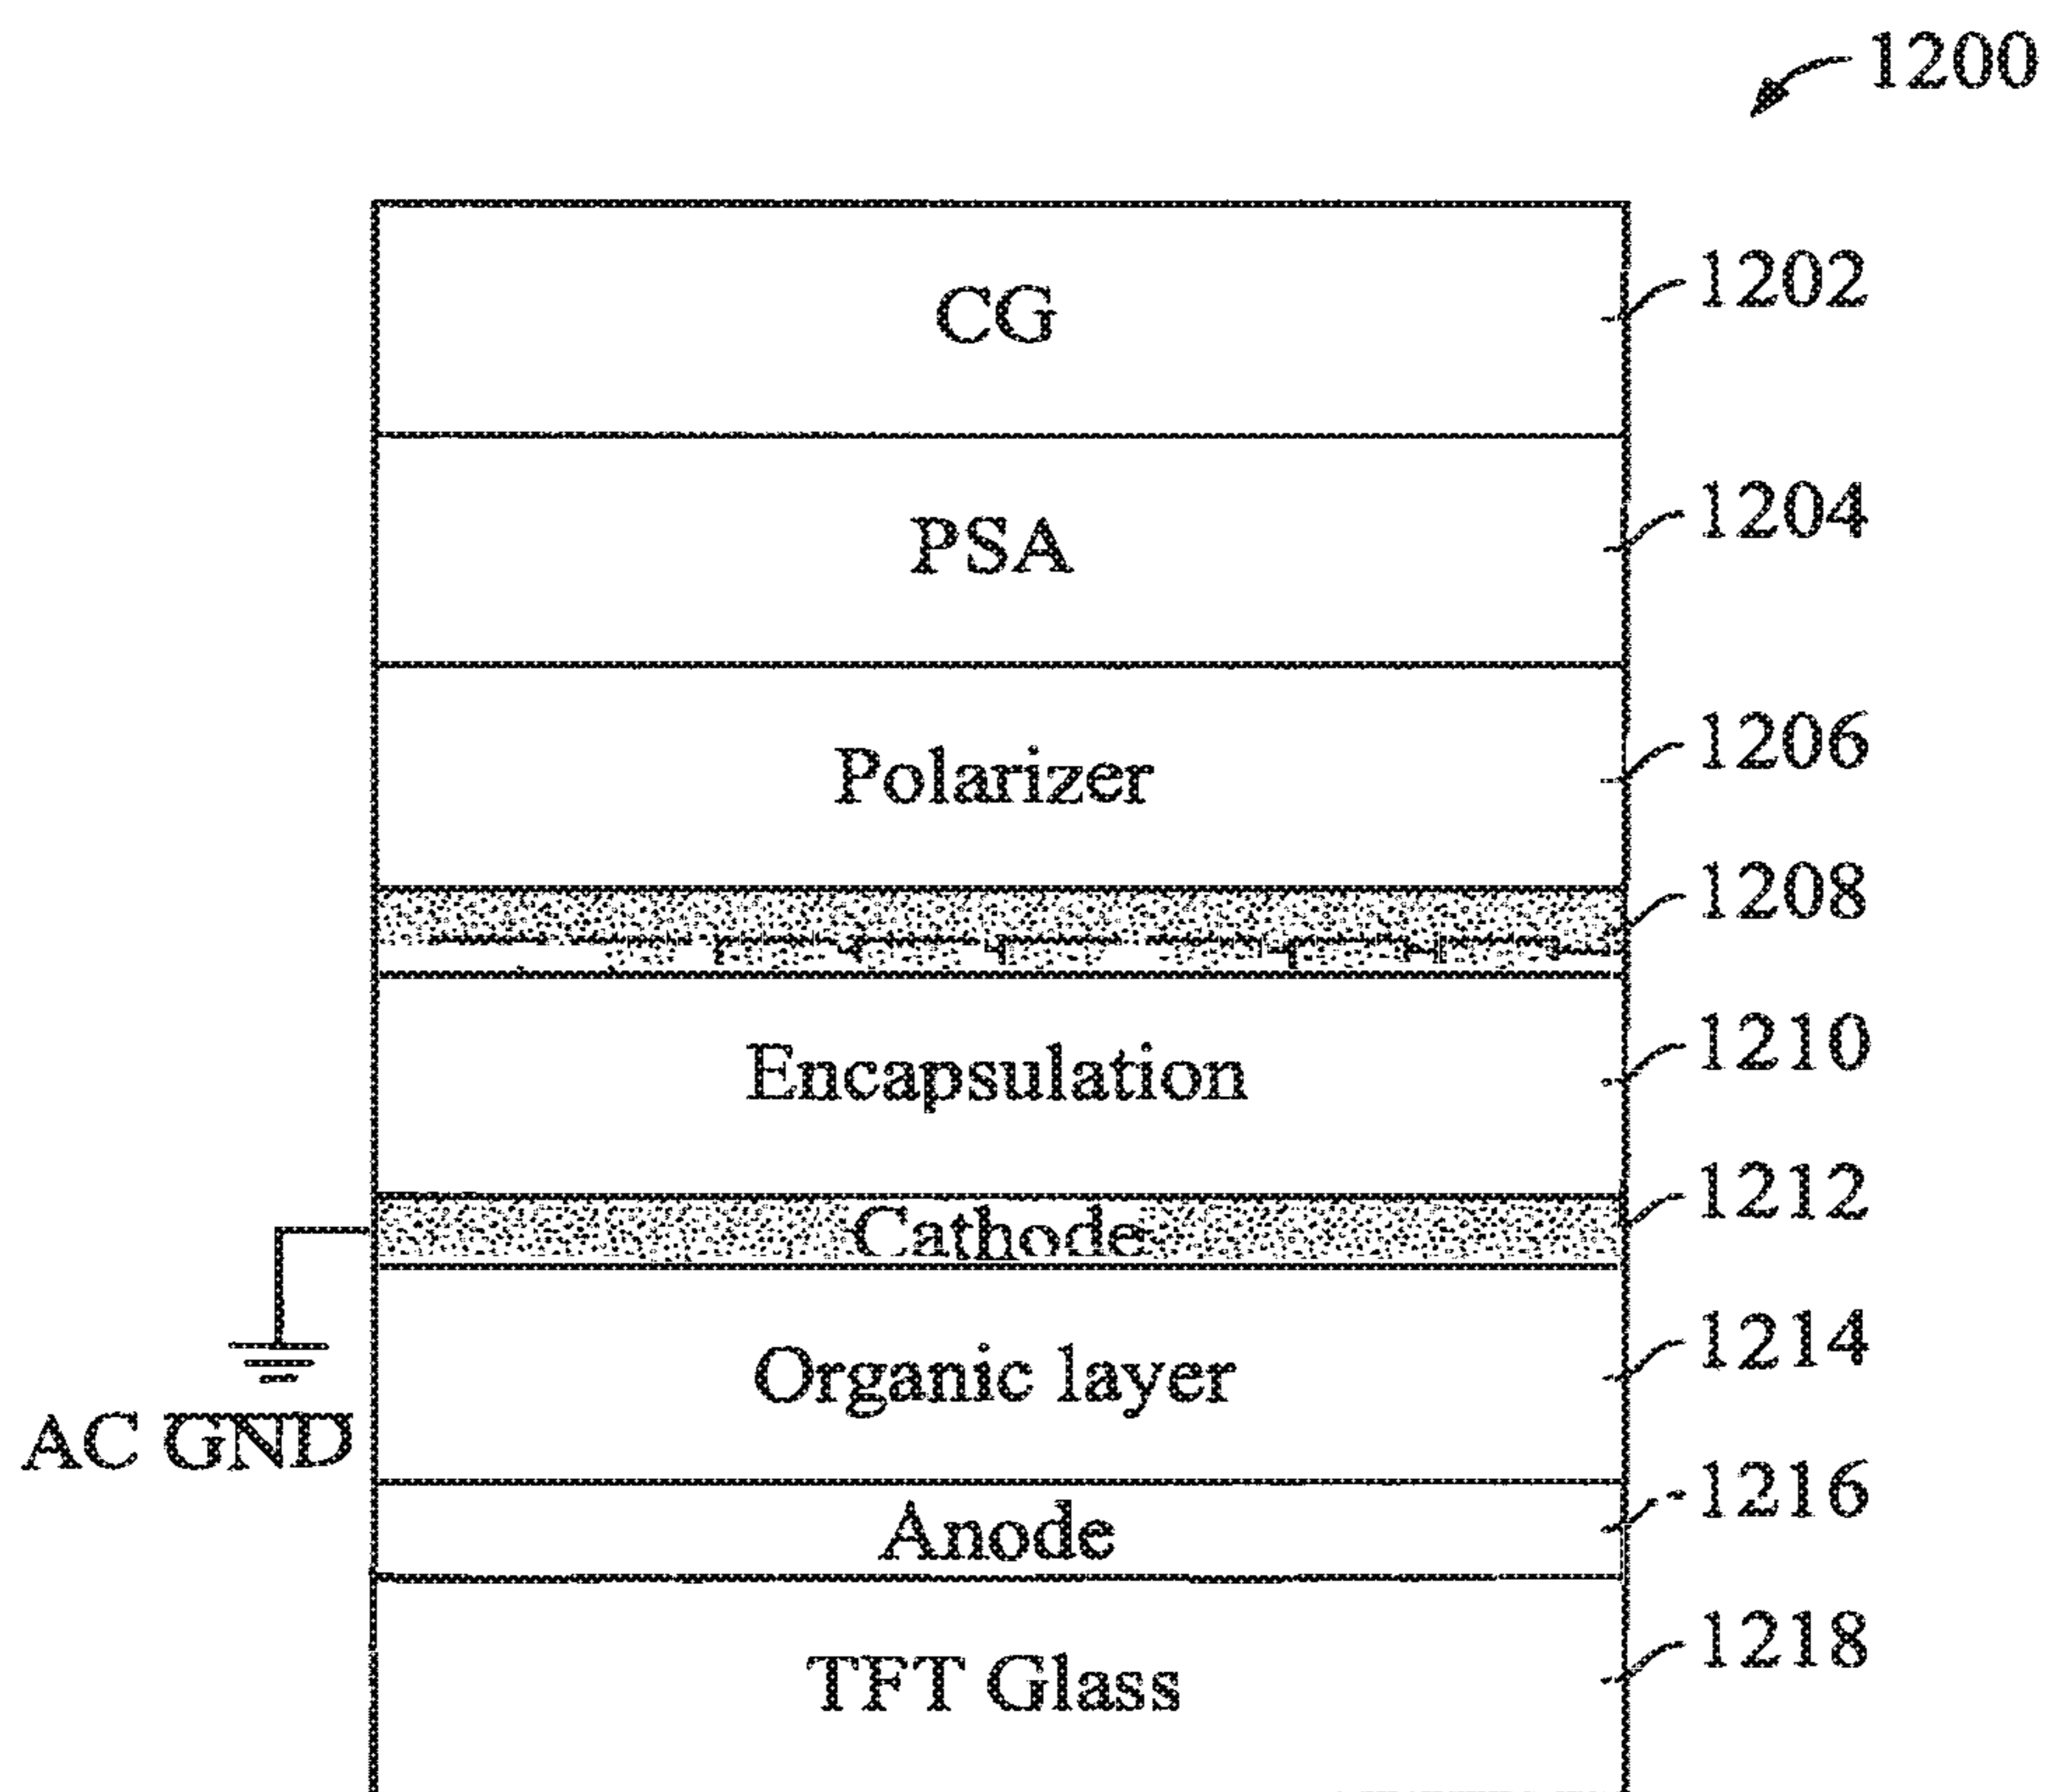 1200
CG
1202
PSA
1204
Polarizer
1206
1208
Encapsulation
1210
Cathode
1212
Organic layer
1214
AC GND
Anode
1216
TFT Glass
1218